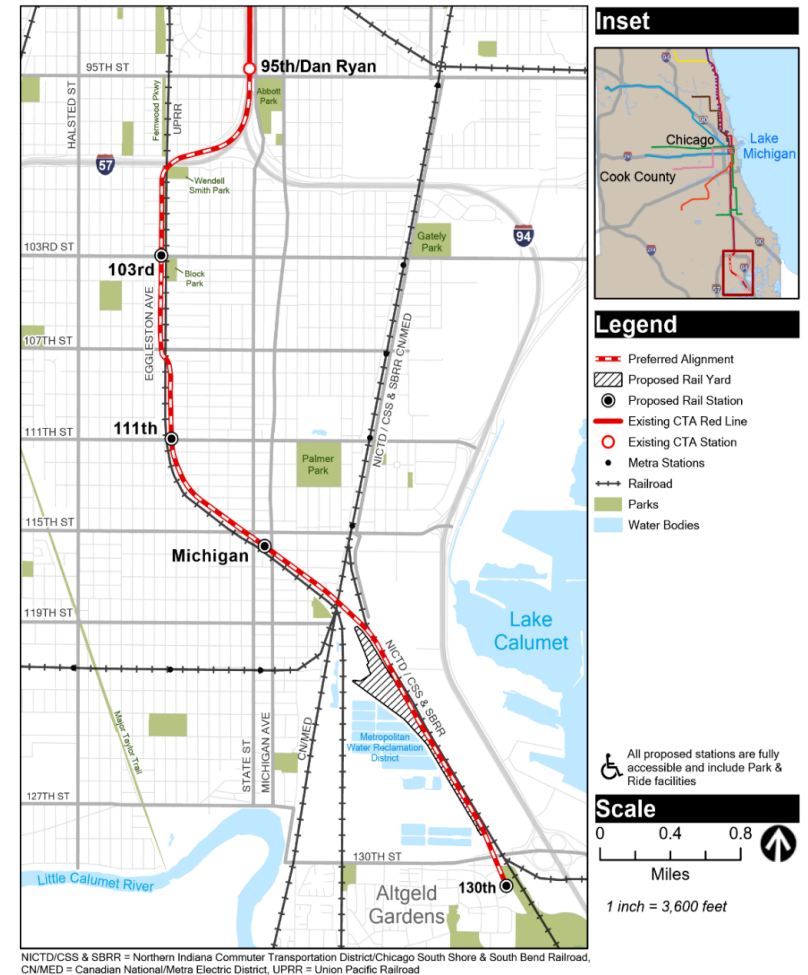 95th/Dan Ryan
95TH ST
Abbott
Park
HALSTED ST
Fernwood Pkwy
UPRR
57
Wendell
Smith Park
94
Gately
Park
103RD ST
103rd
Block
Park
EGGLESTON AVE
107TH ST
NICTD / CSS & SBRR CN/MED
111th
111TH ST
Palmer
Park
115TH ST
Michigan
119TH ST
Lake
Calumet
NICTD / CSS & SBRR
Major Taylor Trail
STATE ST
MICHIGAN AVE
CN/MED
Metropolitan
Water Reclamation
District
127TH ST
130TH ST
Little Calumet River
130th
Altgeld
Gardens
NICTD/CSS & SBRR = Northern Indiana Commuter Transportation District/Chicago South Shore & South Bend Railroad,
CN/MED = Canadian National/Metra Electric District, UPRR = Union Pacific Railroad
Inset
Chicago
Lake
Michigan
Cook County
Legend
Preferred Alignment
Proposed Rail Yard
Proposed Rail Station
Existing CTA Red Line
Existing CTA Station
Metra Stations
Railroad
Parks
Water Bodies
All proposed stations are fully
accessible and include Park &
Ride facilities
Scale
0 0.4 0.8
Miles
1 inch = 3,600 feet